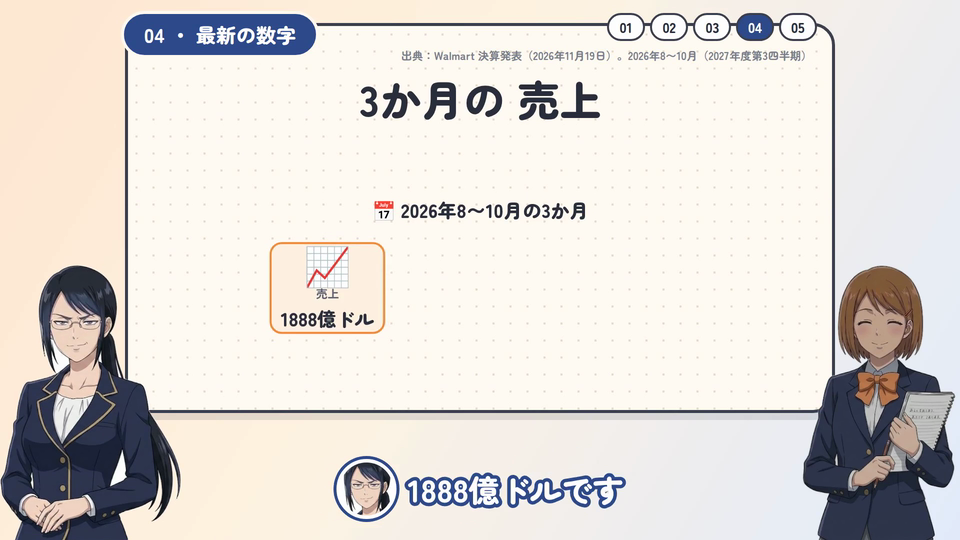 04 ・ 最新の数字
01 02 03 04 05
出典：Walmart 決算発表（2026年11月19日）。2026年8〜10月（2027年度第3四半期）
3か月の 売上
July 17 2026年8〜10月の3か月
売上
1888億ドル
1888億ドルです